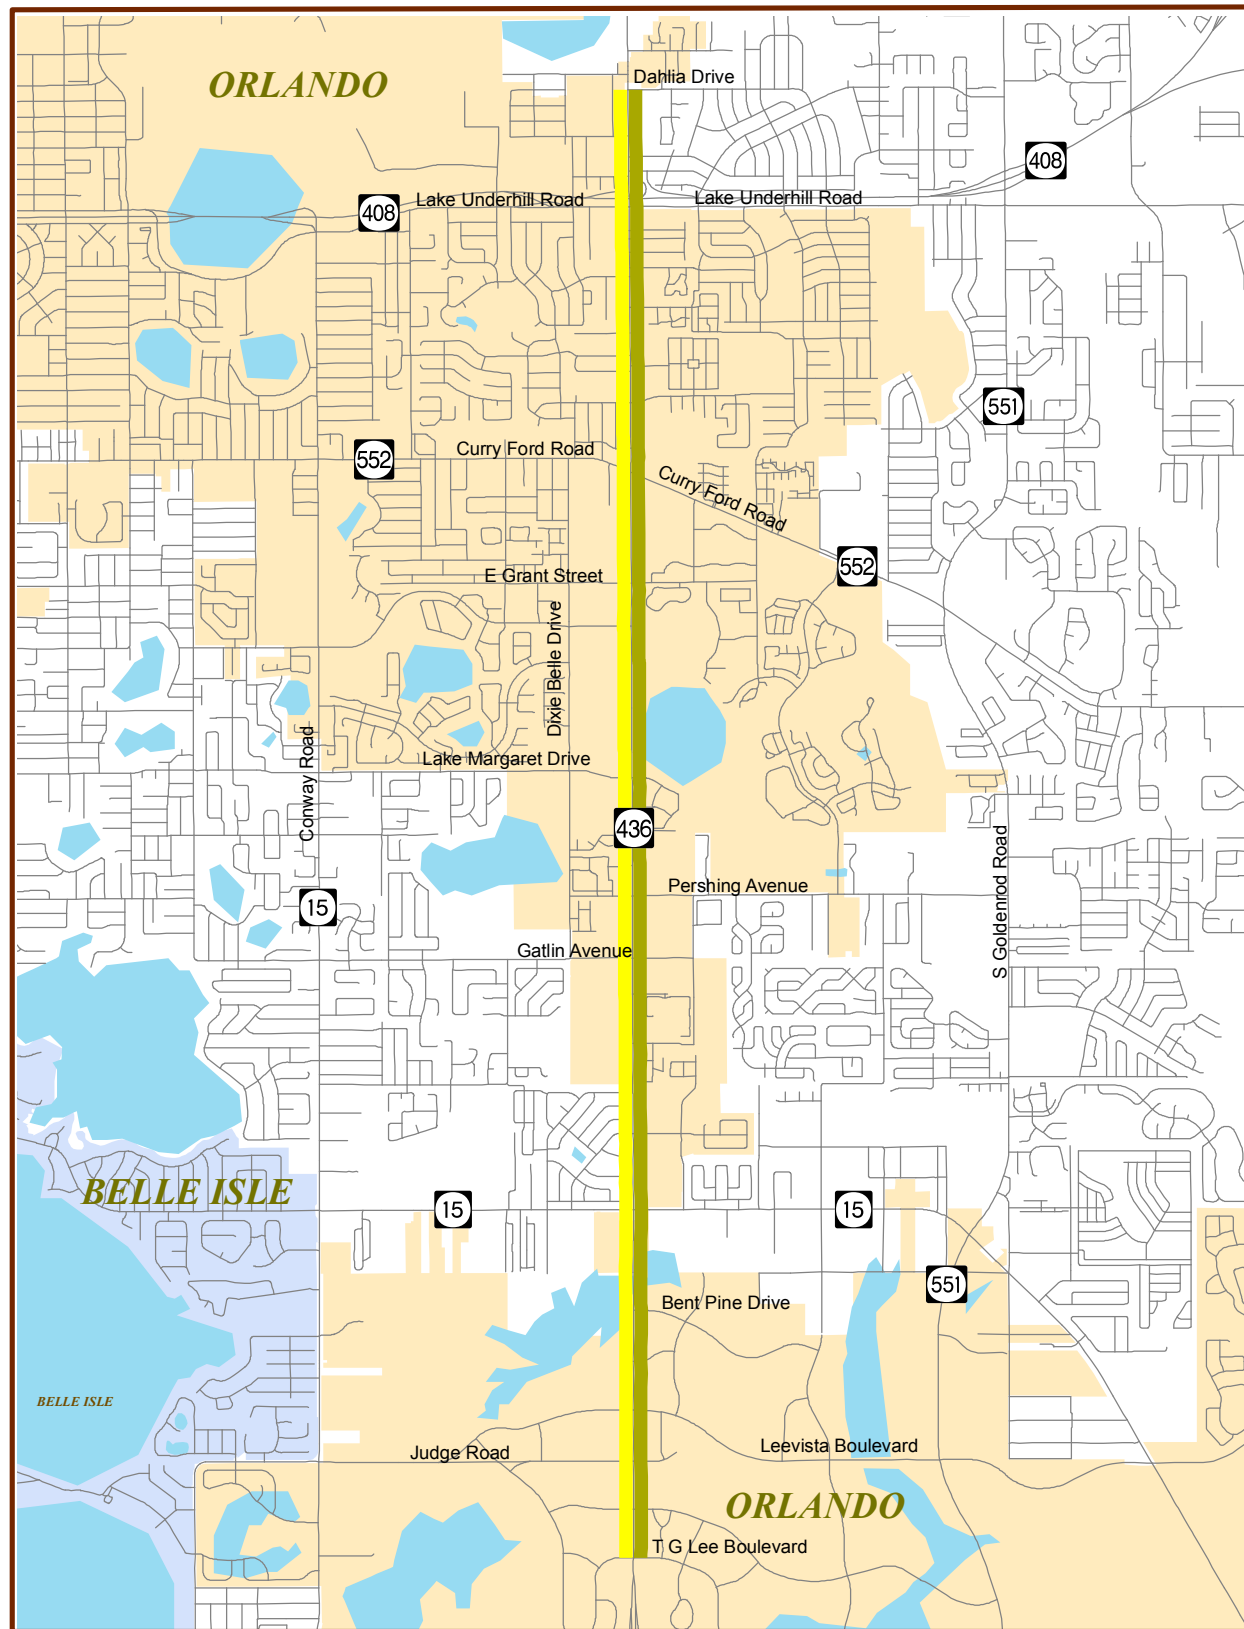 Dahlia Drive
ORLANDO
408
Lake Underhill Road
Lake Underhill Road
408
551
Curry Ford Road
552
Curry Ford Road
552
E Grant Street
Dixie Belle Drive
Lake Margaret Drive
Conway Road
436
S Goldenrod Road
Pershing Avenue
15
Gatlin Avenue
BELLE ISLE
15
15
551
Bent Pine Drive
BELLE ISLE
Judge Road
Leevista Boulevard
ORLANDO
T G Lee Boulevard